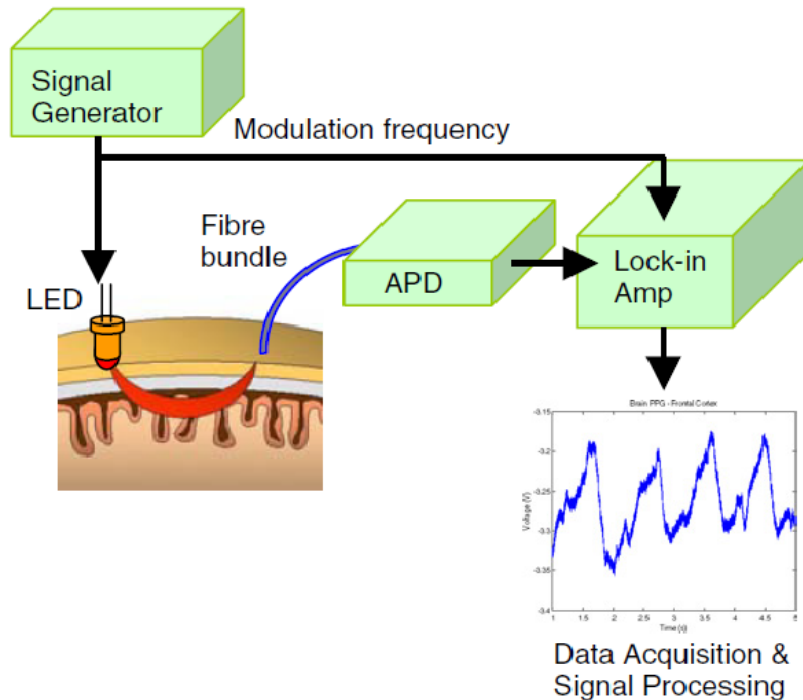 Signal
Generator
Modulation frequency
Fibre
bundle
LED
APD
Lock-in
Amp
Brain PPG - Frontal Cortex
-0.15
-0.2
-0.25
-0.3
-0.35
-0.4
Voltage (V)
1
1.5
2
2.5
3
3.5
4
4.5
5
Time (s)
Data Acquisition &
Signal Processing